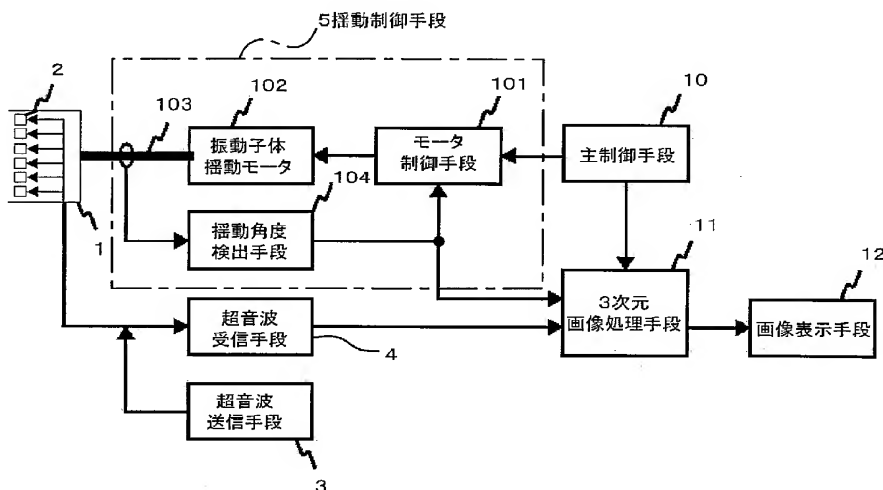 5揺動制御手段
2
103
102
101
10
振動子体
揺動モータ
モータ
制御手段
主制御手段
104
1
揺動角度
検出手段
11
12
3次元
画像処理手段
画像表示手段
超音波
受信手段
4
超音波
送信手段
3